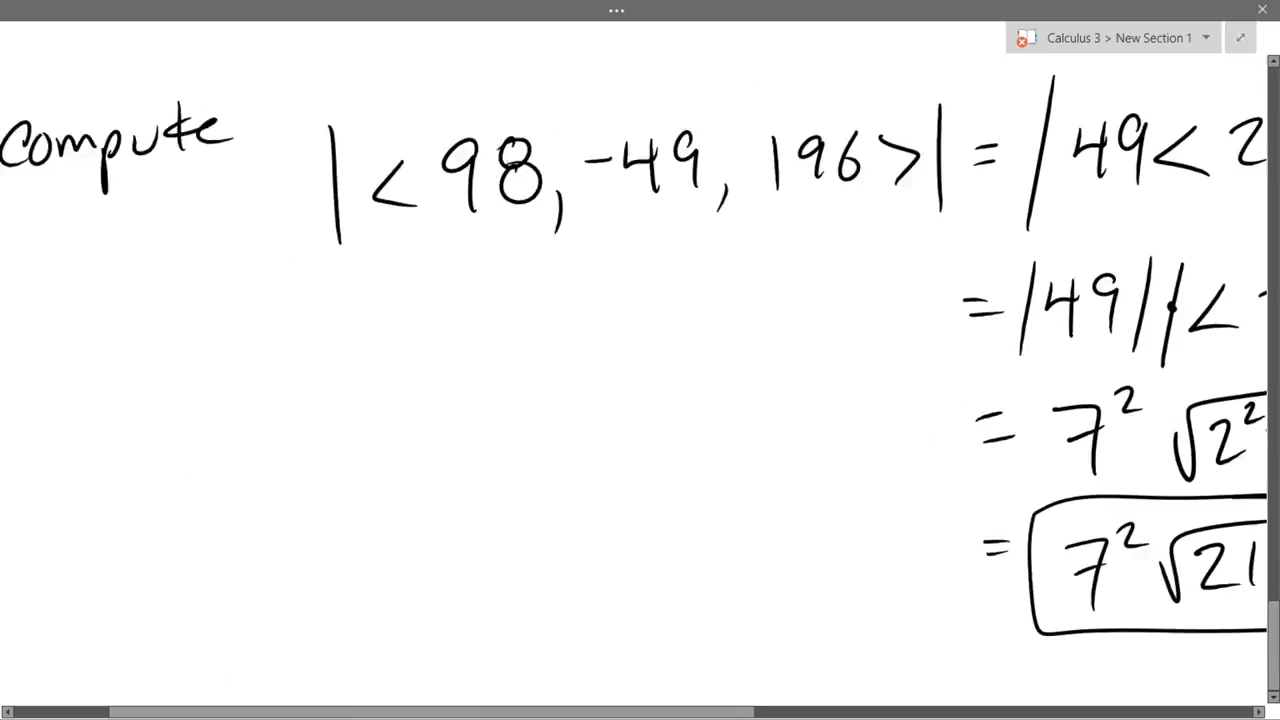 Calculus 3 > New Section 1
compute |< 98, -49, 196 >| = |49< 2
= |49| |<
= 7² √2²
= 7² √21